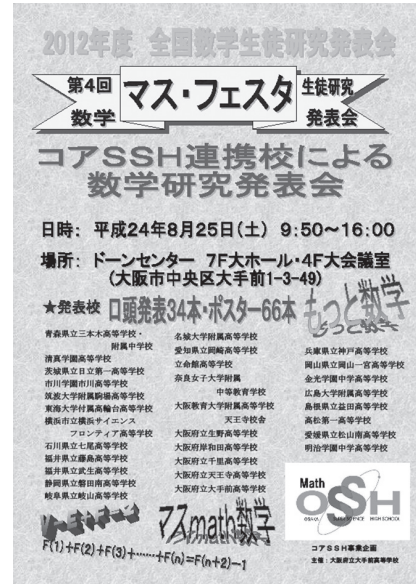 2012年度 全国数学生徒研究発表会
第4回
数学
マス・フェスタ
生徒研究
発表会
コアSSH連携校による
数学研究発表会
日時: 平成24年8月25日(土) 9:50~16:00
場所: ドーンセンター 7F大ホール・4F大会議室
(大阪市中央区大手前1-3-49)
★発表校 口頭発表34本・ポスター66本
もっと数学
青森県立三本木高等学校・
附属中学校
清真学園高等学校
茨城県立日立第一高等学校
市川学園市川高等学校
筑波大学附属駒場高等学校
東海大学付属高輪台高等学校
横浜市立横浜サイエンス
フロンティア高等学校
石川県立七尾高等学校
福井県立藤島高等学校
福井県立武生高等学校
静岡県立磐田南高等学校
岐阜県立岐山高等学校
名城大学附属高等学校
愛知県立岡崎高等学校
立命館高等学校
奈良女子大学附属
中等教育学校
大阪教育大学附属高等学校
天王寺校舎
大阪府立生野高等学校
大阪府立岸和田高等学校
大阪府立千里高等学校
大阪府立天王寺高等学校
大阪府立大手前高等学校
兵庫県立神戸高等学校
岡山県立岡山一宮高等学校
金光学園中学高等学校
広島大学附属高等学校
島根県立益田高等学校
高松第一高等学校
愛媛県立松山南高等学校
明治学園中学高等学校
V-E+F=2
F(1)+F(2)+F(3)+……+F(n)=F(n+2)-1
マスmath数学
Math
OSSH
OSAKA SUPER SCIENCE HIGH SCHOOL
コアSSH事業企画
主催:大阪府立大手前高等学校